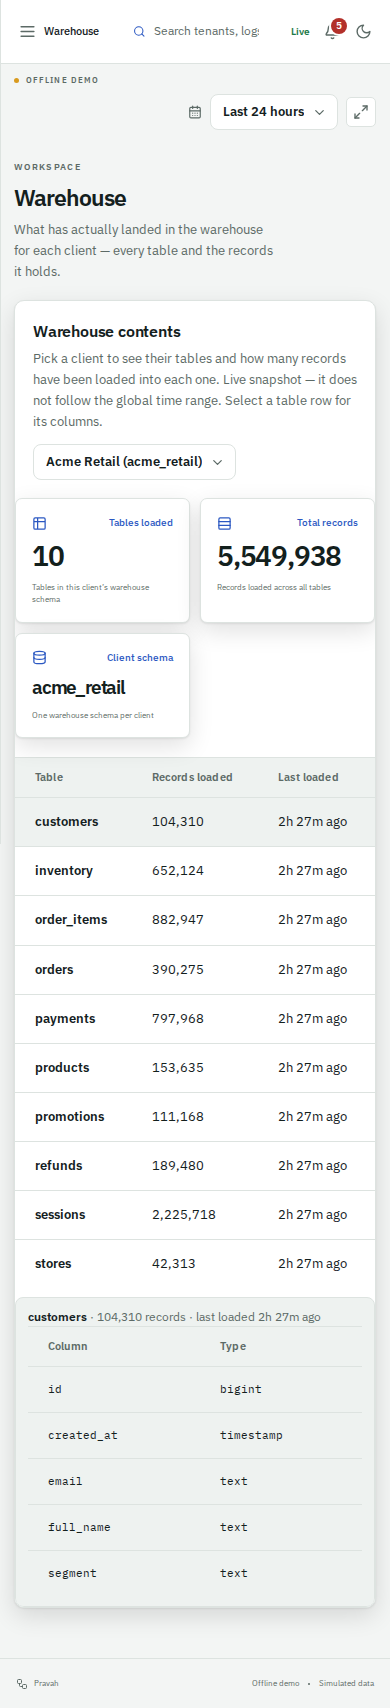 Warehouse
Search tenants, logs
Live
5
OFFLINE DEMO
Last 24 hours
WORKSPACE
Warehouse
What has actually landed in the warehouse
for each client — every table and the records
it holds.
Warehouse contents
Pick a client to see their tables and how many records
have been loaded into each one. Live snapshot — it does
not follow the global time range. Select a table row for
its columns.
Acme Retail (acme_retail)
Tables loaded
10
Tables in this client's warehouse
schema
Total records
5,549,938
Records loaded across all tables
Client schema
acme_retail
One warehouse schema per client
Table Records loaded Last loaded
customers 104,310 2h 27m ago
inventory 652,124 2h 27m ago
order_items 882,947 2h 27m ago
orders 390,275 2h 27m ago
payments 797,968 2h 27m ago
products 153,635 2h 27m ago
promotions 111,168 2h 27m ago
refunds 189,480 2h 27m ago
sessions 2,225,718 2h 27m ago
stores 42,313 2h 27m ago
customers · 104,310 records · last loaded 2h 27m ago
Column Type
id bigint
created_at timestamp
email text
full_name text
segment text
Pravah
Offline demo • Simulated data